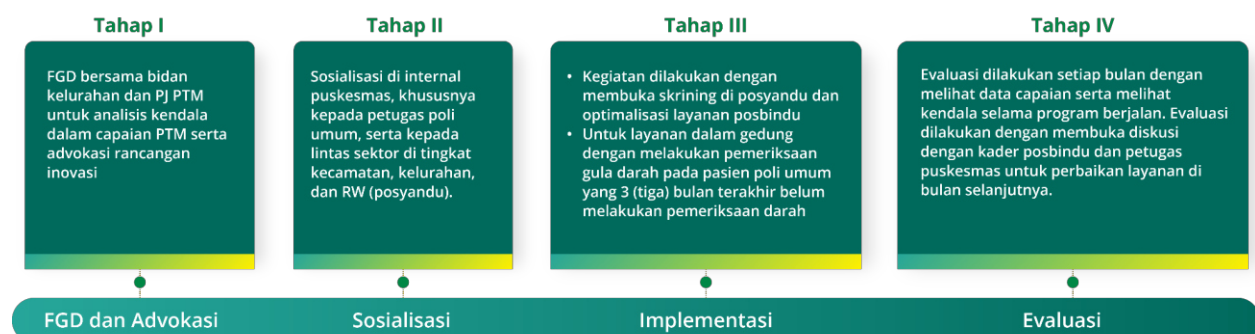 Tahap I
FGD bersama bidan
kelurahan dan PJ PTM
untuk analisis kendala
dalam capaian PTM serta
advokasi rancangan
inovasi
FGD dan Advokasi
Tahap II
Sosialisasi di internal
puskesmas, khususnya
kepada petugas poli
umum, serta kepada
lintas sektor di tingkat
kecamatan, kelurahan,
dan RW (posyandu).
Sosialisasi
Tahap III
• Kegiatan dilakukan dengan
membuka skrining di posyandu dan
optimalisasi layanan posbindu
• Untuk layanan dalam gedung
dengan melakukan pemeriksaan
gula darah pada pasien poli umum
yang 3 (tiga) bulan terakhir belum
melakukan pemeriksaan darah
Implementasi
Tahap IV
Evaluasi dilakukan setiap bulan dengan
melihat data capaian serta melihat
kendala selama program berjalan. Evaluasi
dilakukan dengan membuka diskusi
dengan kader posbindu dan petugas
puskesmas untuk perbaikan layanan di
bulan selanjutnya.
Evaluasi